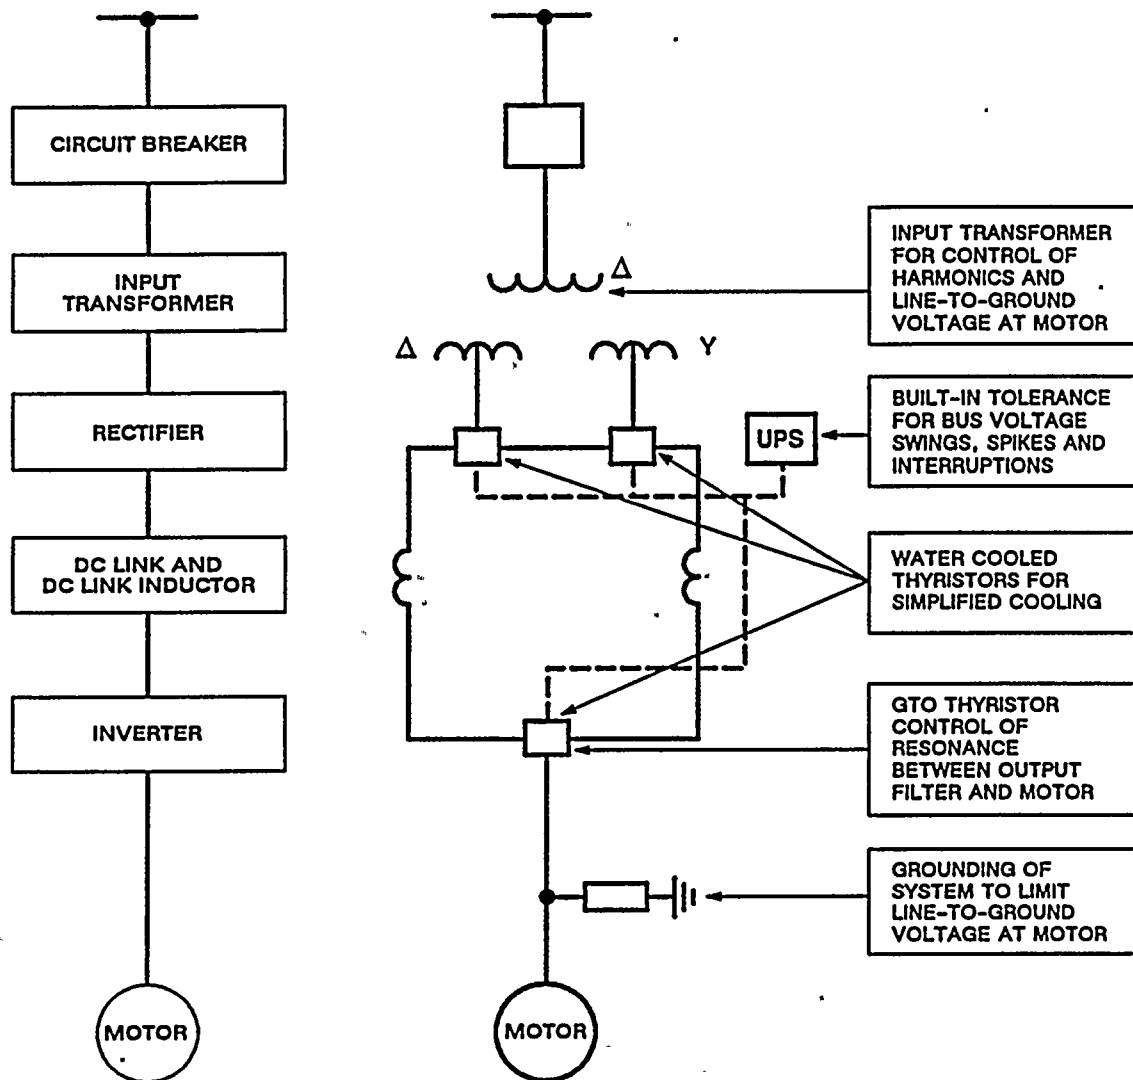 CIRCUIT BREAKER
INPUT
TRANSFORMER
RECTIFIER
DC LINK AND
DC LINK INDUCTOR
INVERTER
MOTOR
Δ
Δ
Y
UPS
MOTOR
INPUT TRANSFORMER
FOR CONTROL OF
HARMONICS AND
LINE-TO-GROUND
VOLTAGE AT MOTOR
BUILT-IN TOLERANCE
FOR BUS VOLTAGE
SWINGS, SPIKES AND
INTERRUPTIONS
WATER COOLED
THYRISTORS FOR
SIMPLIFIED COOLING
GTO THYRISTOR
CONTROL OF
RESONANCE
BETWEEN OUTPUT
FILTER AND MOTOR
GROUNDING OF
SYSTEM TO LIMIT
LINE-TO-GROUND
VOLTAGE AT MOTOR